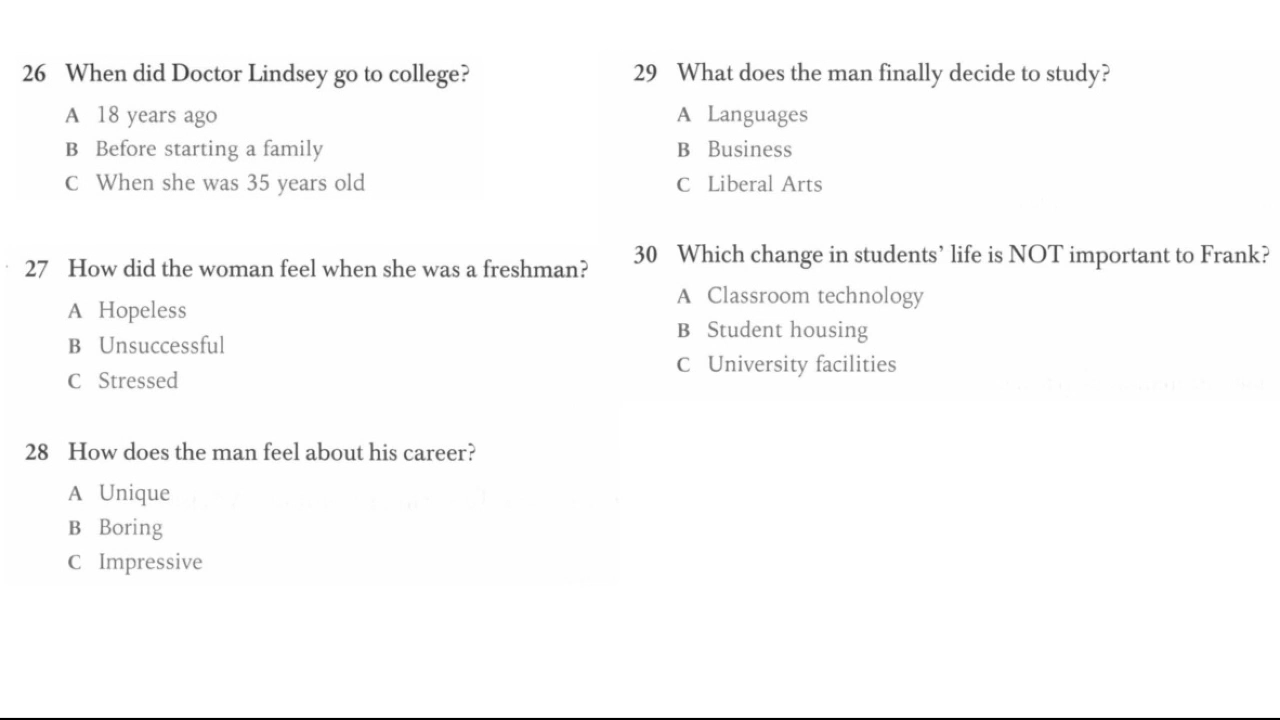 26 When did Doctor Lindsey go to college?
A 18 years ago
B Before starting a family
C When she was 35 years old
27 How did the woman feel when she was a freshman?
A Hopeless
B Unsuccessful
C Stressed
28 How does the man feel about his career?
A Unique
B Boring
C Impressive
29 What does the man finally decide to study?
A Languages
B Business
C Liberal Arts
30 Which change in students’ life is NOT important to Frank?
A Classroom technology
B Student housing
C University facilities